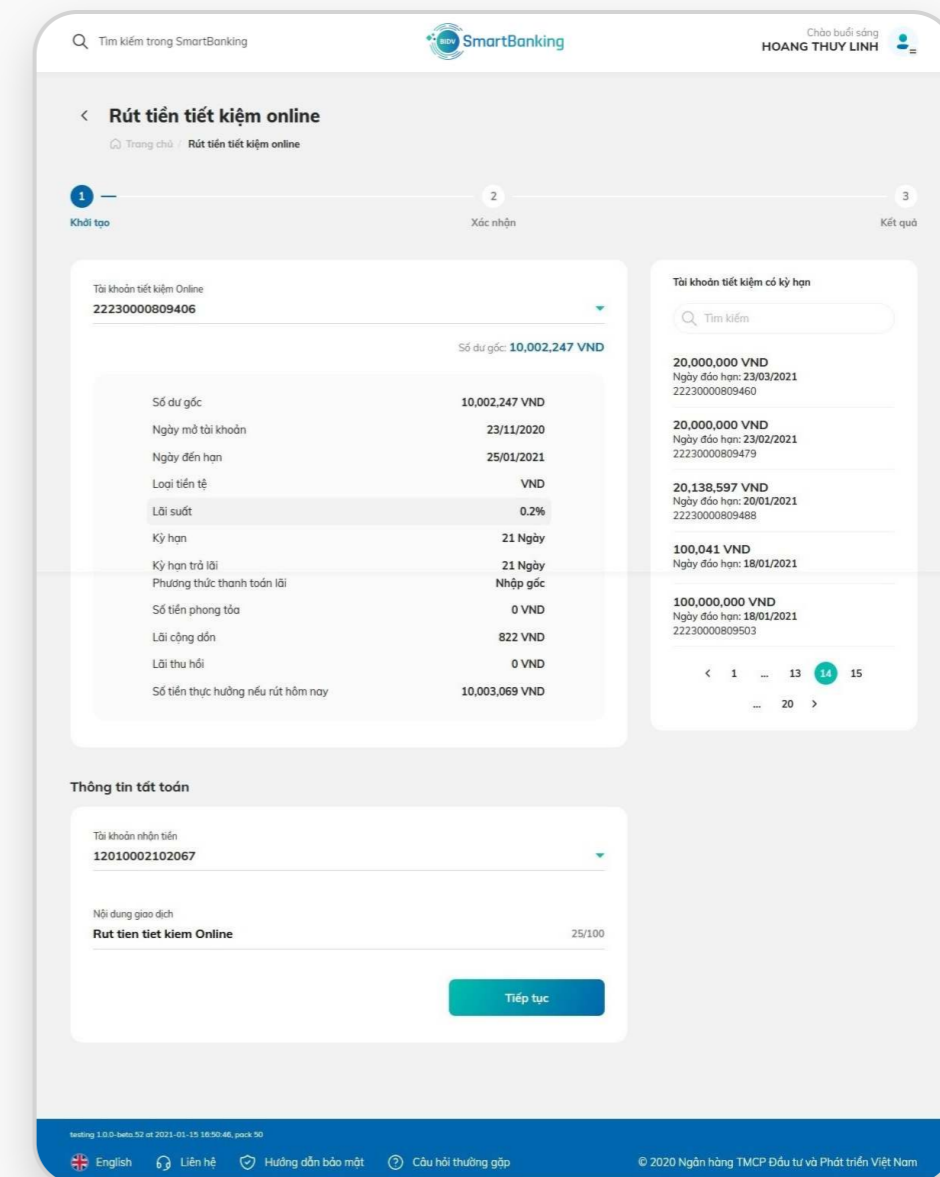 Tìm kiếm trong SmartBanking
BIDV SmartBanking
Chào buổi sáng
HOANG THUY LINH
Rút tiền tiết kiệm online
Trang chủ / Rút tiền tiết kiệm online
1
2
3
Khởi tạo
Xác nhận
Kết quả
Tài khoản tiết kiệm Online
22230000809406
Số dư gốc: 10,002,247 VND
Số dư gốc 10,002,247 VND
Ngày mở tài khoản 23/11/2020
Ngày đến hạn 25/01/2021
Loại tiền tệ VND
Lãi suất 0.2%
Kỳ hạn 21 Ngày
Kỳ hạn trả lãi 21 Ngày
Phương thức thanh toán lãi Nhập gốc
Số tiền phong tỏa 0 VND
Lãi cộng dồn 822 VND
Lãi thu hồi 0 VND
Số tiền thực hưởng nếu rút hôm nay 10,003,069 VND
Tài khoản tiết kiệm có kỳ hạn
Tìm kiếm
20,000,000 VND
Ngày đáo hạn: 23/03/2021
22230000809460
20,000,000 VND
Ngày đáo hạn: 23/02/2021
22230000809479
20,138,597 VND
Ngày đáo hạn: 20/01/2021
22230000809488
100,041 VND
Ngày đáo hạn: 18/01/2021
100,000,000 VND
Ngày đáo hạn: 18/01/2021
22230000809503
< 1 ... 13 14 15
... 20 >
Thông tin tất toán
Tài khoản nhận tiền
12010002102067
Nội dung giao dịch
Rut tien tiet kiem Online 25/100
Tiếp tục
testing 1.0.0-beta.52 at 2021-01-15 16:50:46, pack 50
English Liên hệ Hướng dẫn bảo mật Câu hỏi thường gặp © 2020 Ngân hàng TMCP Đầu tư và Phát triển Việt Nam